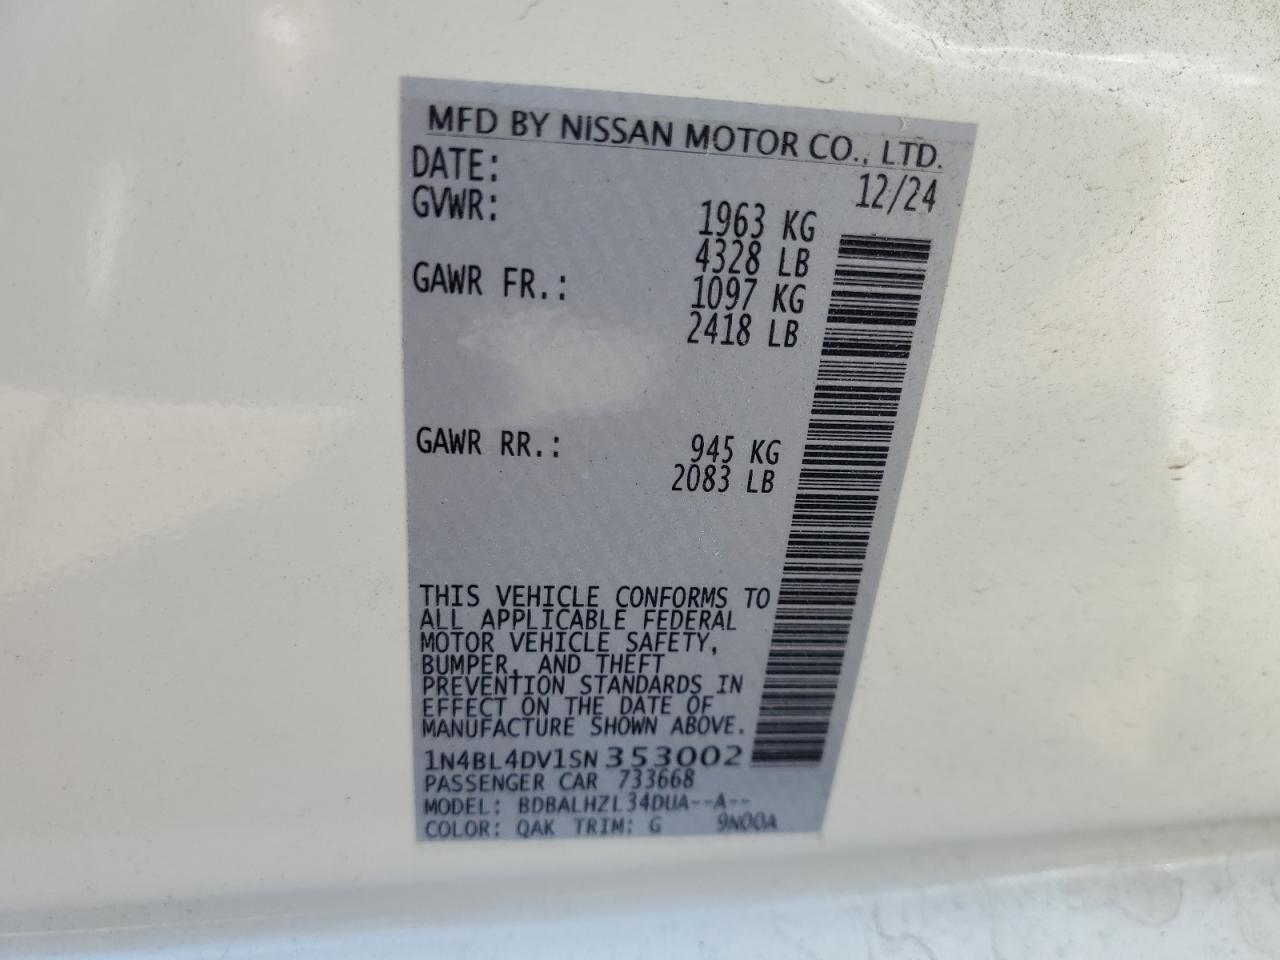 MFD BY NISSAN MOTOR CO., LTD.
DATE: 12/24
GVWR: 1963 KG
4328 LB
GAWR FR.: 1097 KG
2418 LB
GAWR RR.: 945 KG
2083 LB
THIS VEHICLE CONFORMS TO
ALL APPLICABLE FEDERAL
MOTOR VEHICLE SAFETY,
BUMPER, AND THEFT
PREVENTION STANDARDS IN
EFFECT ON THE DATE OF
MANUFACTURE SHOWN ABOVE.
1N4BL4DV1SN353002
PASSENGER CAR 733668
MODEL: BDBALHZL34DUA--A--
COLOR: QAK TRIM: G 9N00A